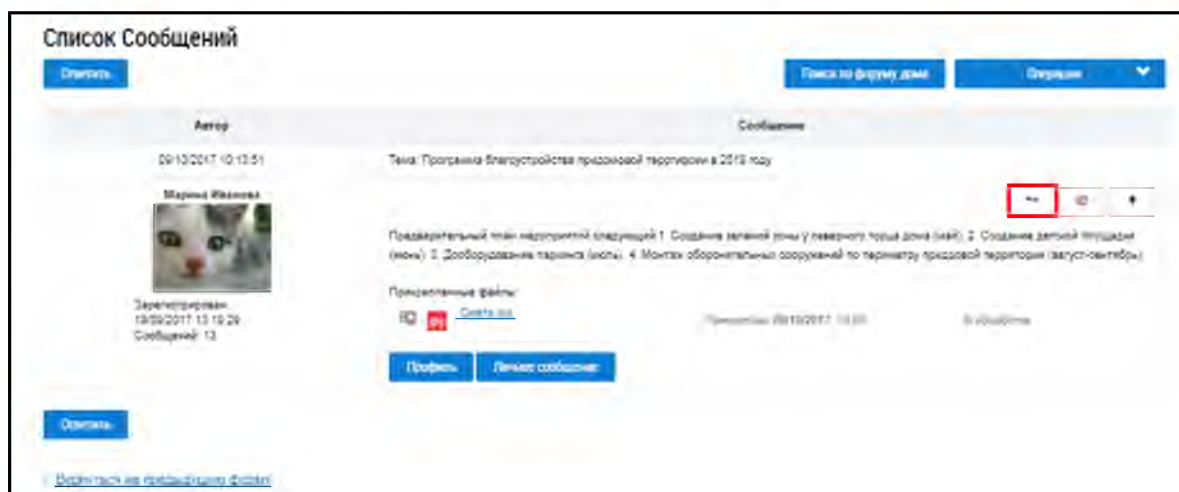 Список Сообщений
Ответить
Поиск по форуму дома
Операции
Автор
Сообщение
09/10/2017 10:13:51
Тема: Программа благоустройства придомовой территории в 2018 году
Марина Иванова
Предварительный план мероприятий следующий 1. Создание зеленой зоны у северного торца дома (май). 2. Создание детской площадки
(июнь). 3. Дооборудование паркинга (июль). 4. Монтаж оборонительных сооружений по периметру придомовой территории (август-сентябрь)
Прикрепленные файлы:
Зарегистрирован
19/09/2017 13:19:29
Сообщений: 13
Прикреплен 09/10/2017
В обработке
Профиль
Личное сообщение
Ответить
Вернуться на предыдущую форму